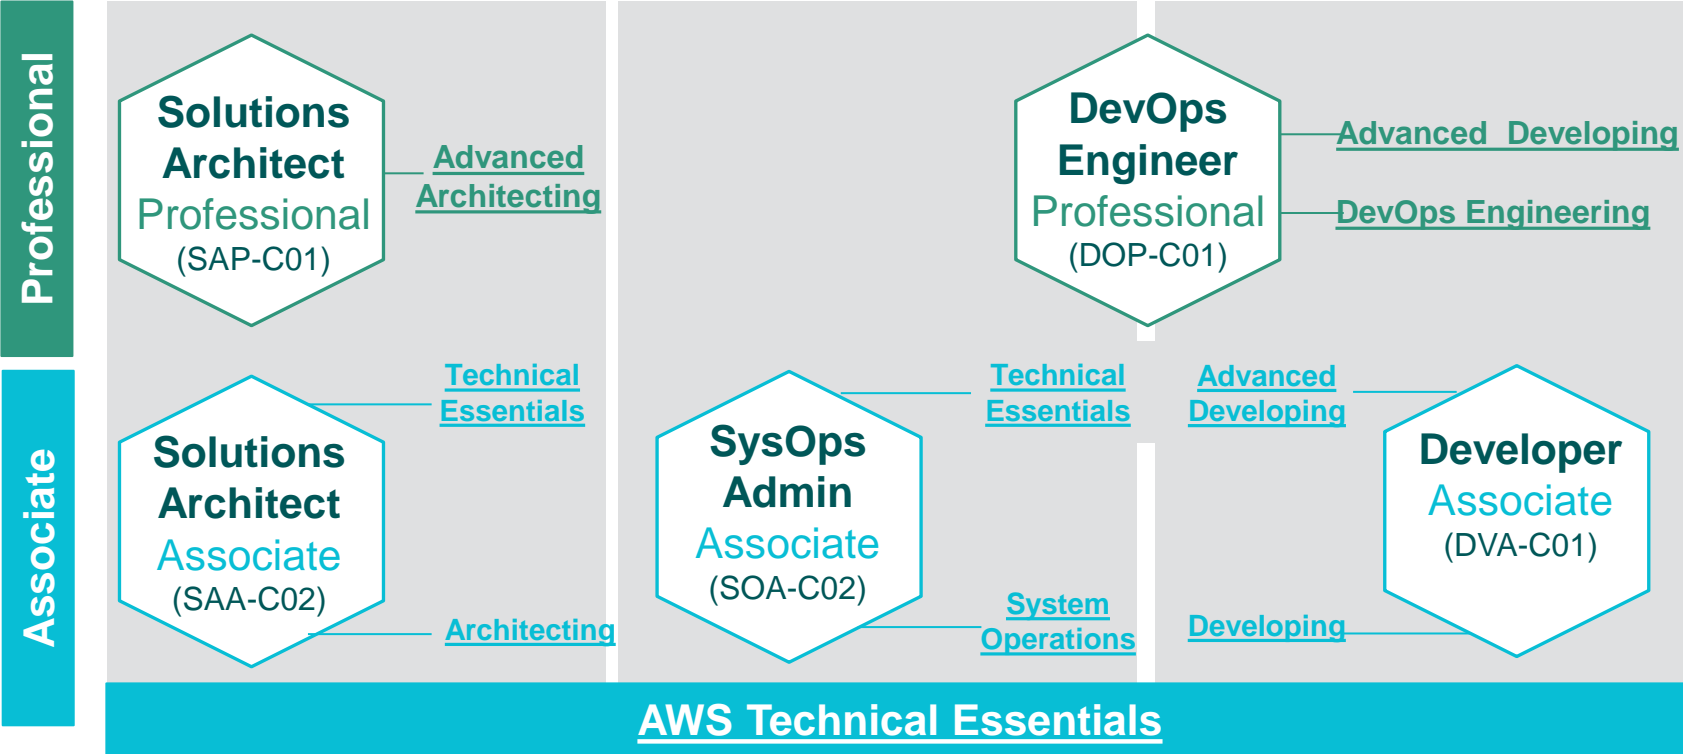 Professional
Solutions
Architect
Professional
(SAP-C01)
Advanced
Architecting
DevOps
Engineer
Professional
(DOP-C01)
Advanced Developing
DevOps Engineering
Associate
Solutions
Architect
Associate
(SAA-C02)
Technical
Essentials
Architecting
SysOps
Admin
Associate
(SOA-C02)
Technical
Essentials
System
Operations
Advanced
Developing
Developing
Developer
Associate
(DVA-C01)
AWS Technical Essentials